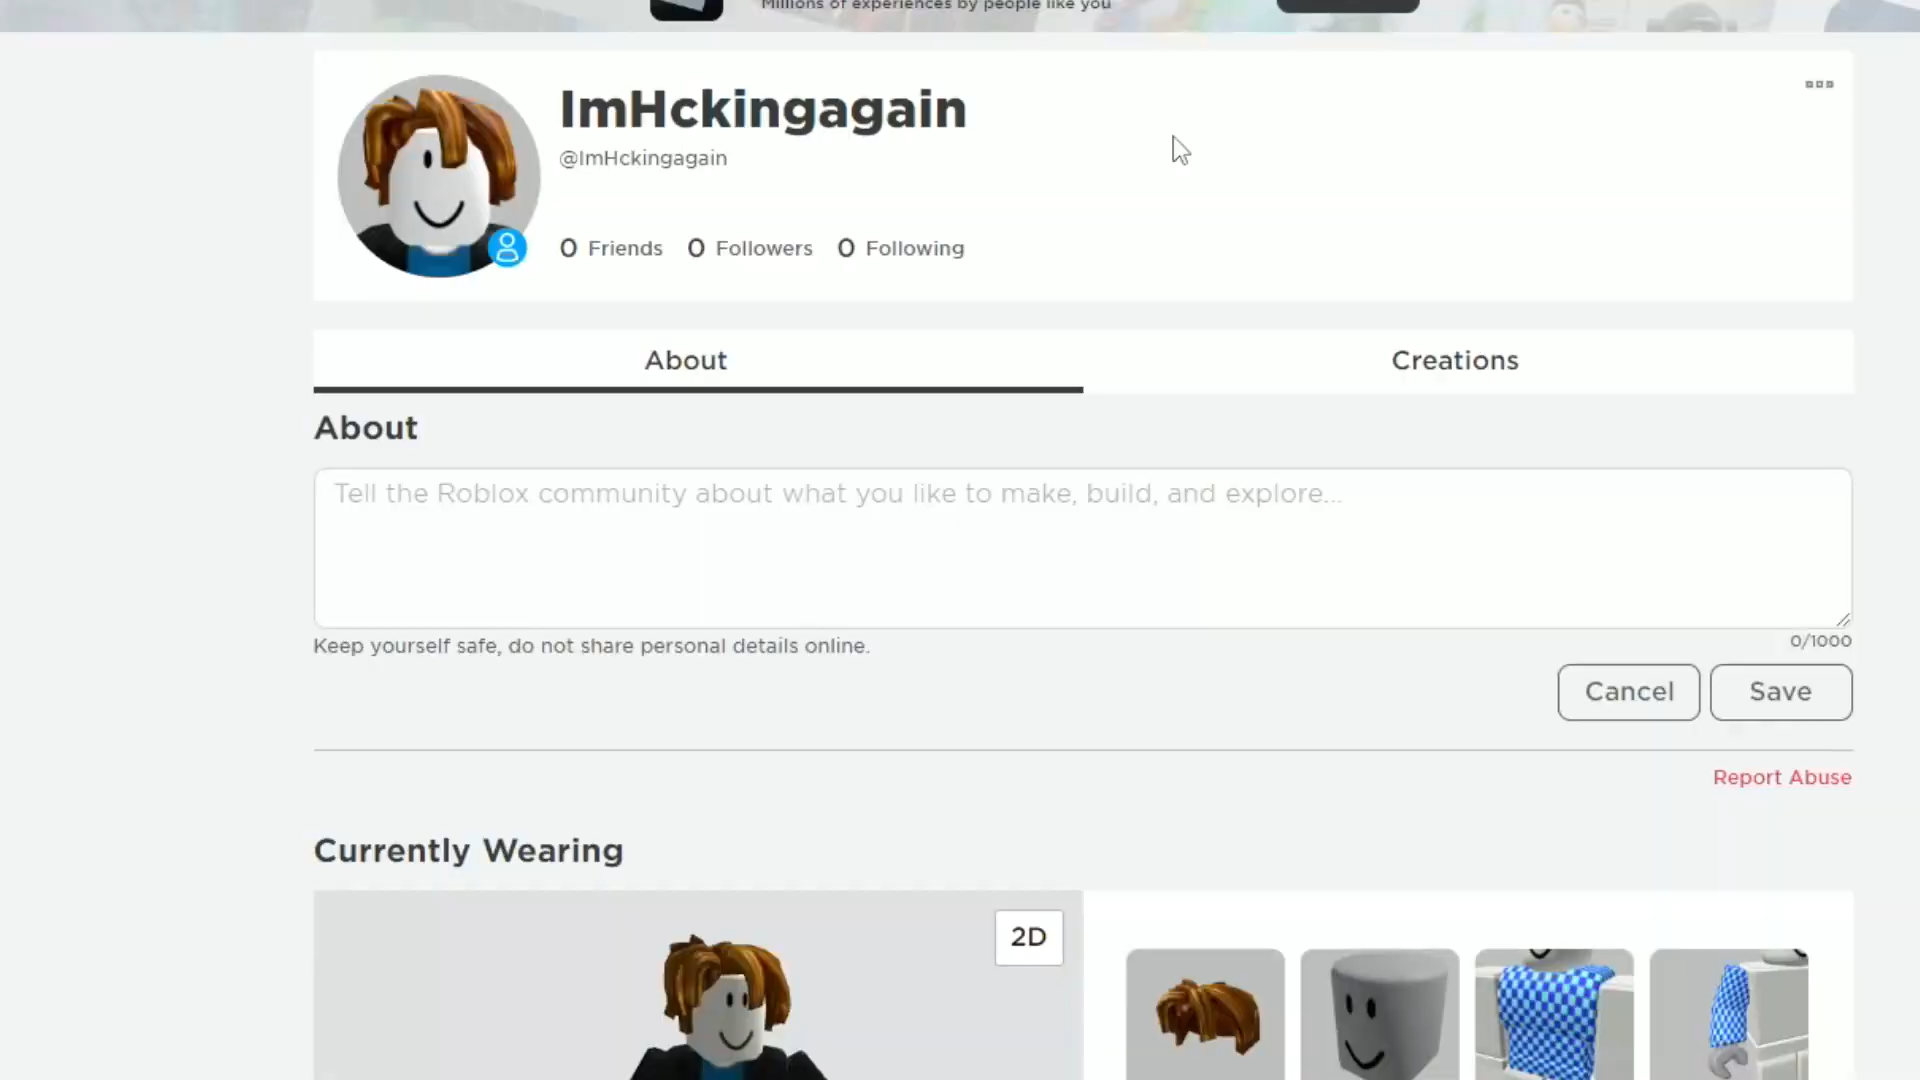 Millions of experiences by people like you
ImHckingagain
@ImHckingagain
0 Friends 0 Followers 0 Following
About Creations
About
Tell the Roblox community about what you like to make, build, and explore...
Keep yourself safe, do not share personal details online.
0/1000
Cancel Save
Report Abuse
Currently Wearing
2D